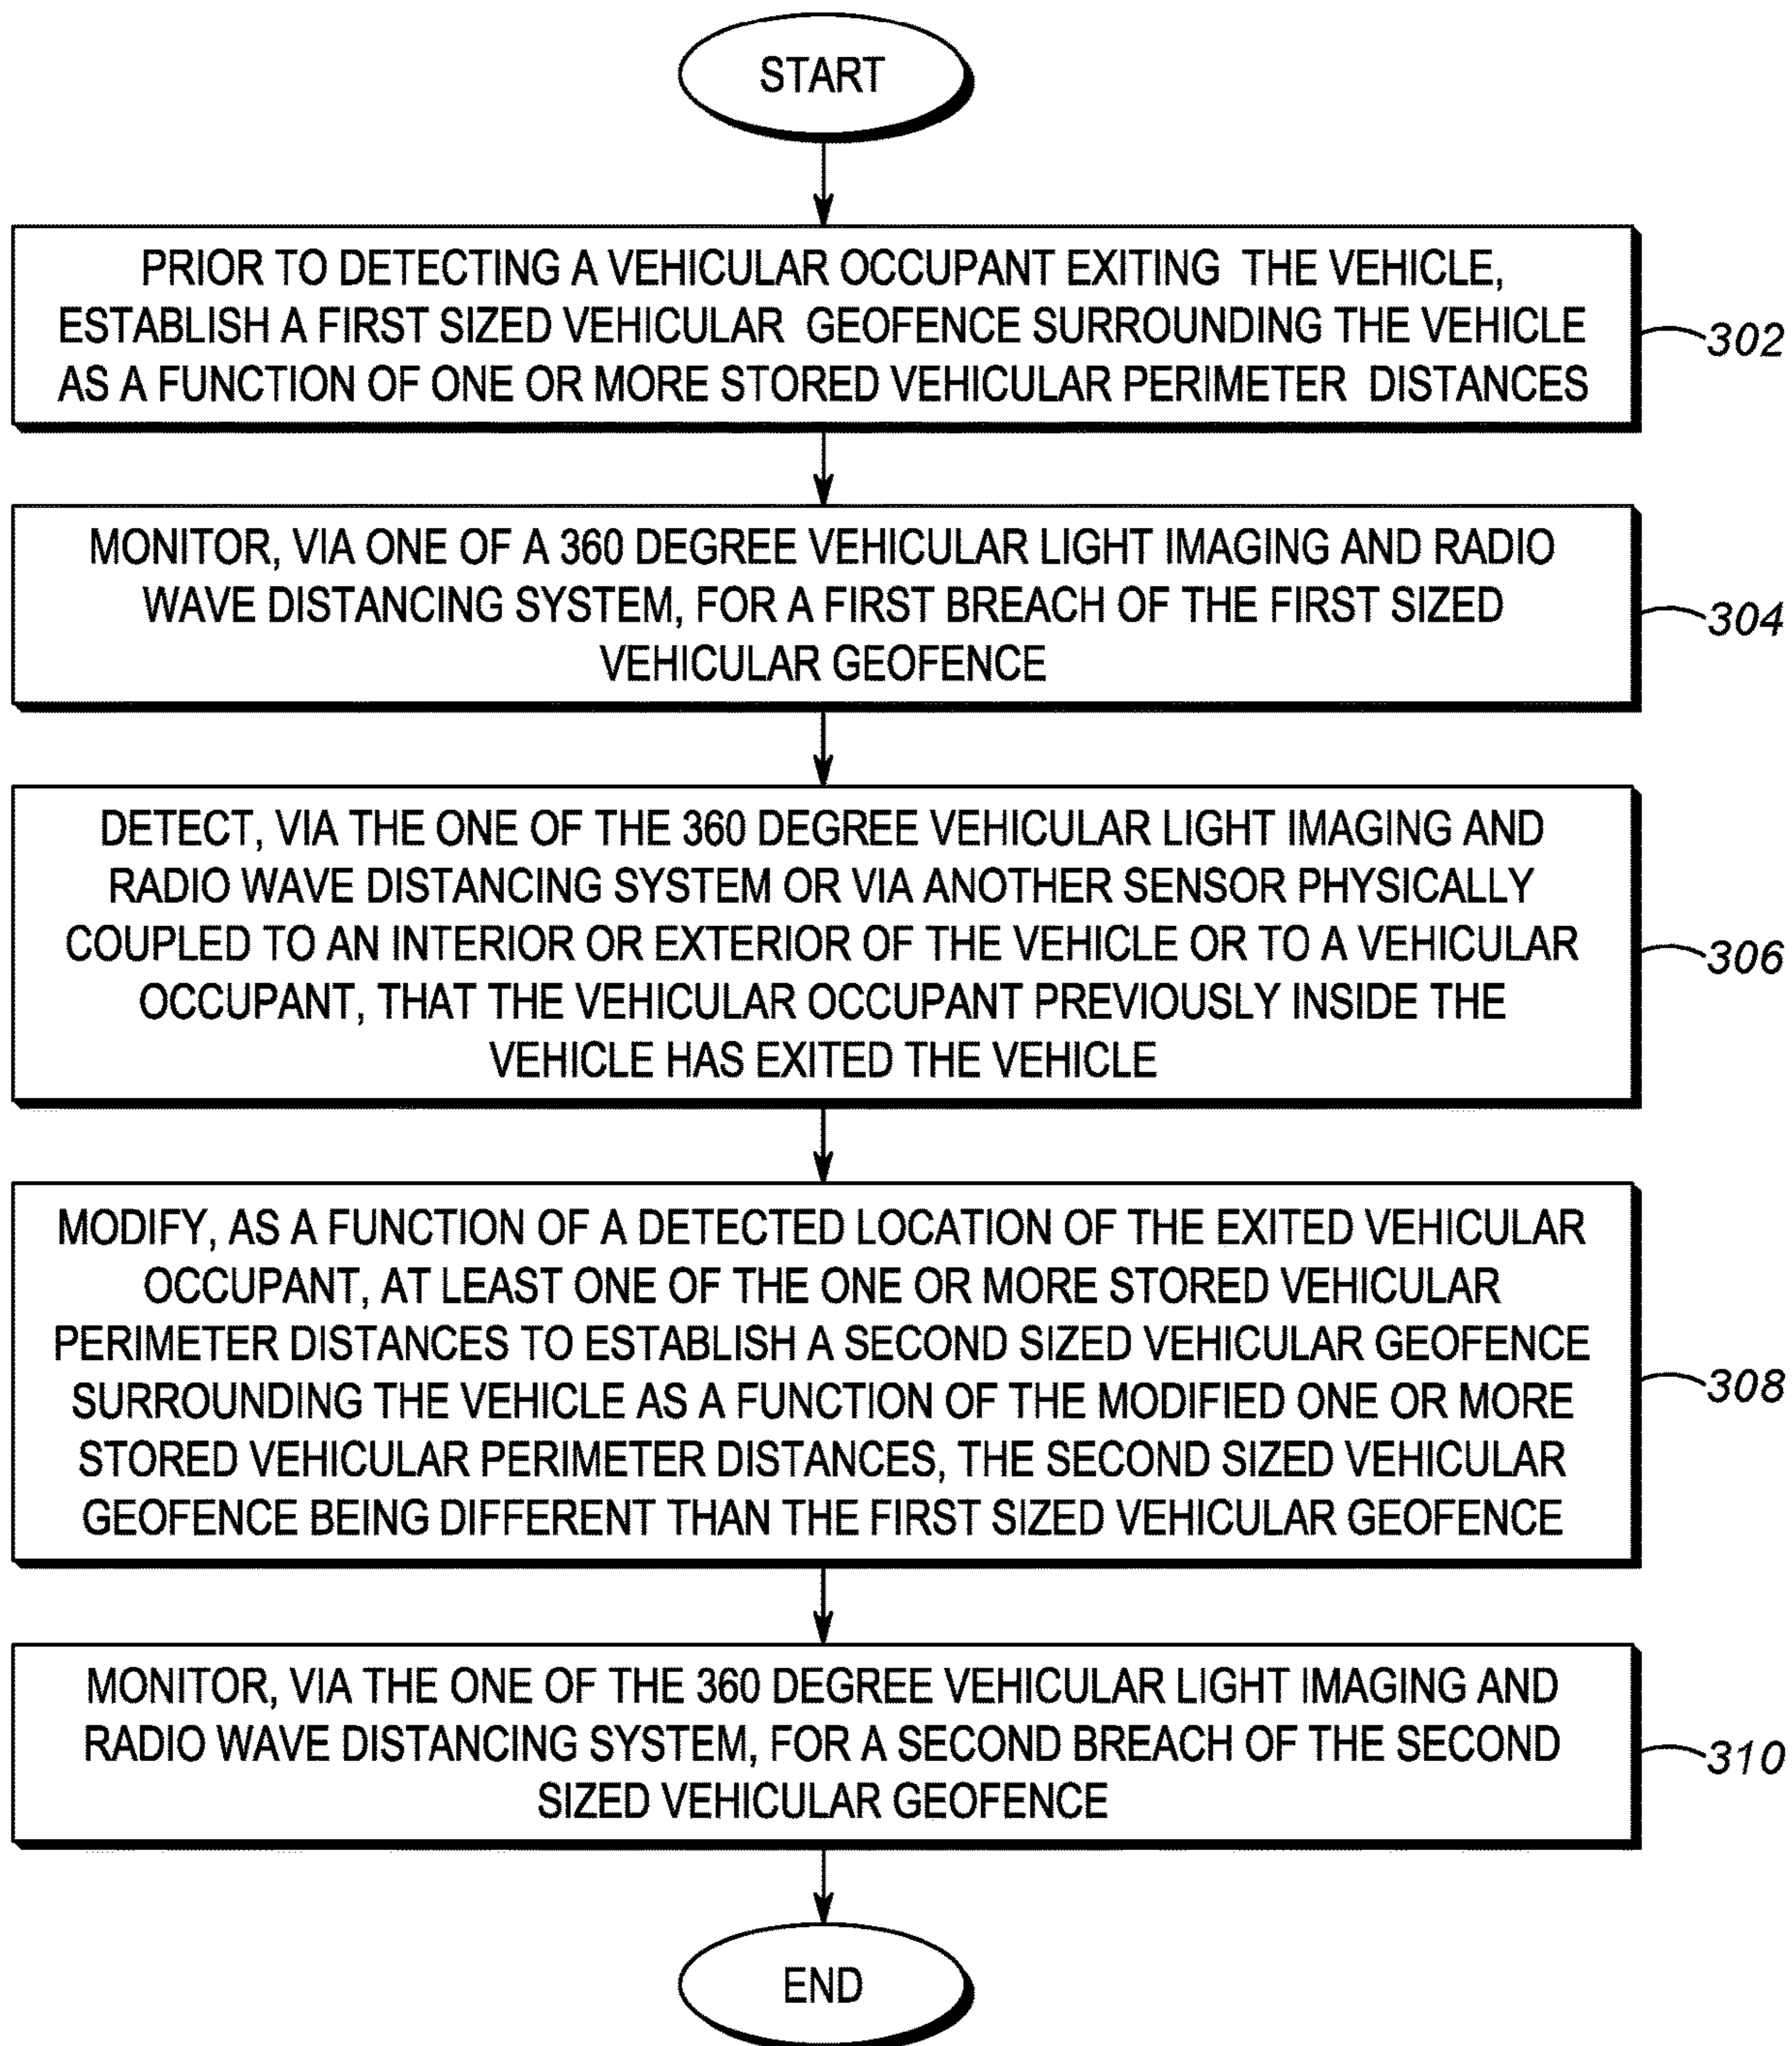 START
PRIOR TO DETECTING A VEHICULAR OCCUPANT EXITING THE VEHICLE,
ESTABLISH A FIRST SIZED VEHICULAR GEOFENCE SURROUNDING THE VEHICLE
AS A FUNCTION OF ONE OR MORE STORED VEHICULAR PERIMETER DISTANCES
302
MONITOR, VIA ONE OF A 360 DEGREE VEHICULAR LIGHT IMAGING AND RADIO
WAVE DISTANCING SYSTEM, FOR A FIRST BREACH OF THE FIRST SIZED
VEHICULAR GEOFENCE
304
DETECT, VIA THE ONE OF THE 360 DEGREE VEHICULAR LIGHT IMAGING AND
RADIO WAVE DISTANCING SYSTEM OR VIA ANOTHER SENSOR PHYSICALLY
COUPLED TO AN INTERIOR OR EXTERIOR OF THE VEHICLE OR TO A VEHICULAR
OCCUPANT, THAT THE VEHICULAR OCCUPANT PREVIOUSLY INSIDE THE
VEHICLE HAS EXITED THE VEHICLE
306
MODIFY, AS A FUNCTION OF A DETECTED LOCATION OF THE EXITED VEHICULAR
OCCUPANT, AT LEAST ONE OF THE ONE OR MORE STORED VEHICULAR
PERIMETER DISTANCES TO ESTABLISH A SECOND SIZED VEHICULAR GEOFENCE
SURROUNDING THE VEHICLE AS A FUNCTION OF THE MODIFIED ONE OR MORE
STORED VEHICULAR PERIMETER DISTANCES, THE SECOND SIZED VEHICULAR
GEOFENCE BEING DIFFERENT THAN THE FIRST SIZED VEHICULAR GEOFENCE
308
MONITOR, VIA THE ONE OF THE 360 DEGREE VEHICULAR LIGHT IMAGING AND
RADIO WAVE DISTANCING SYSTEM, FOR A SECOND BREACH OF THE SECOND
SIZED VEHICULAR GEOFENCE
310
END